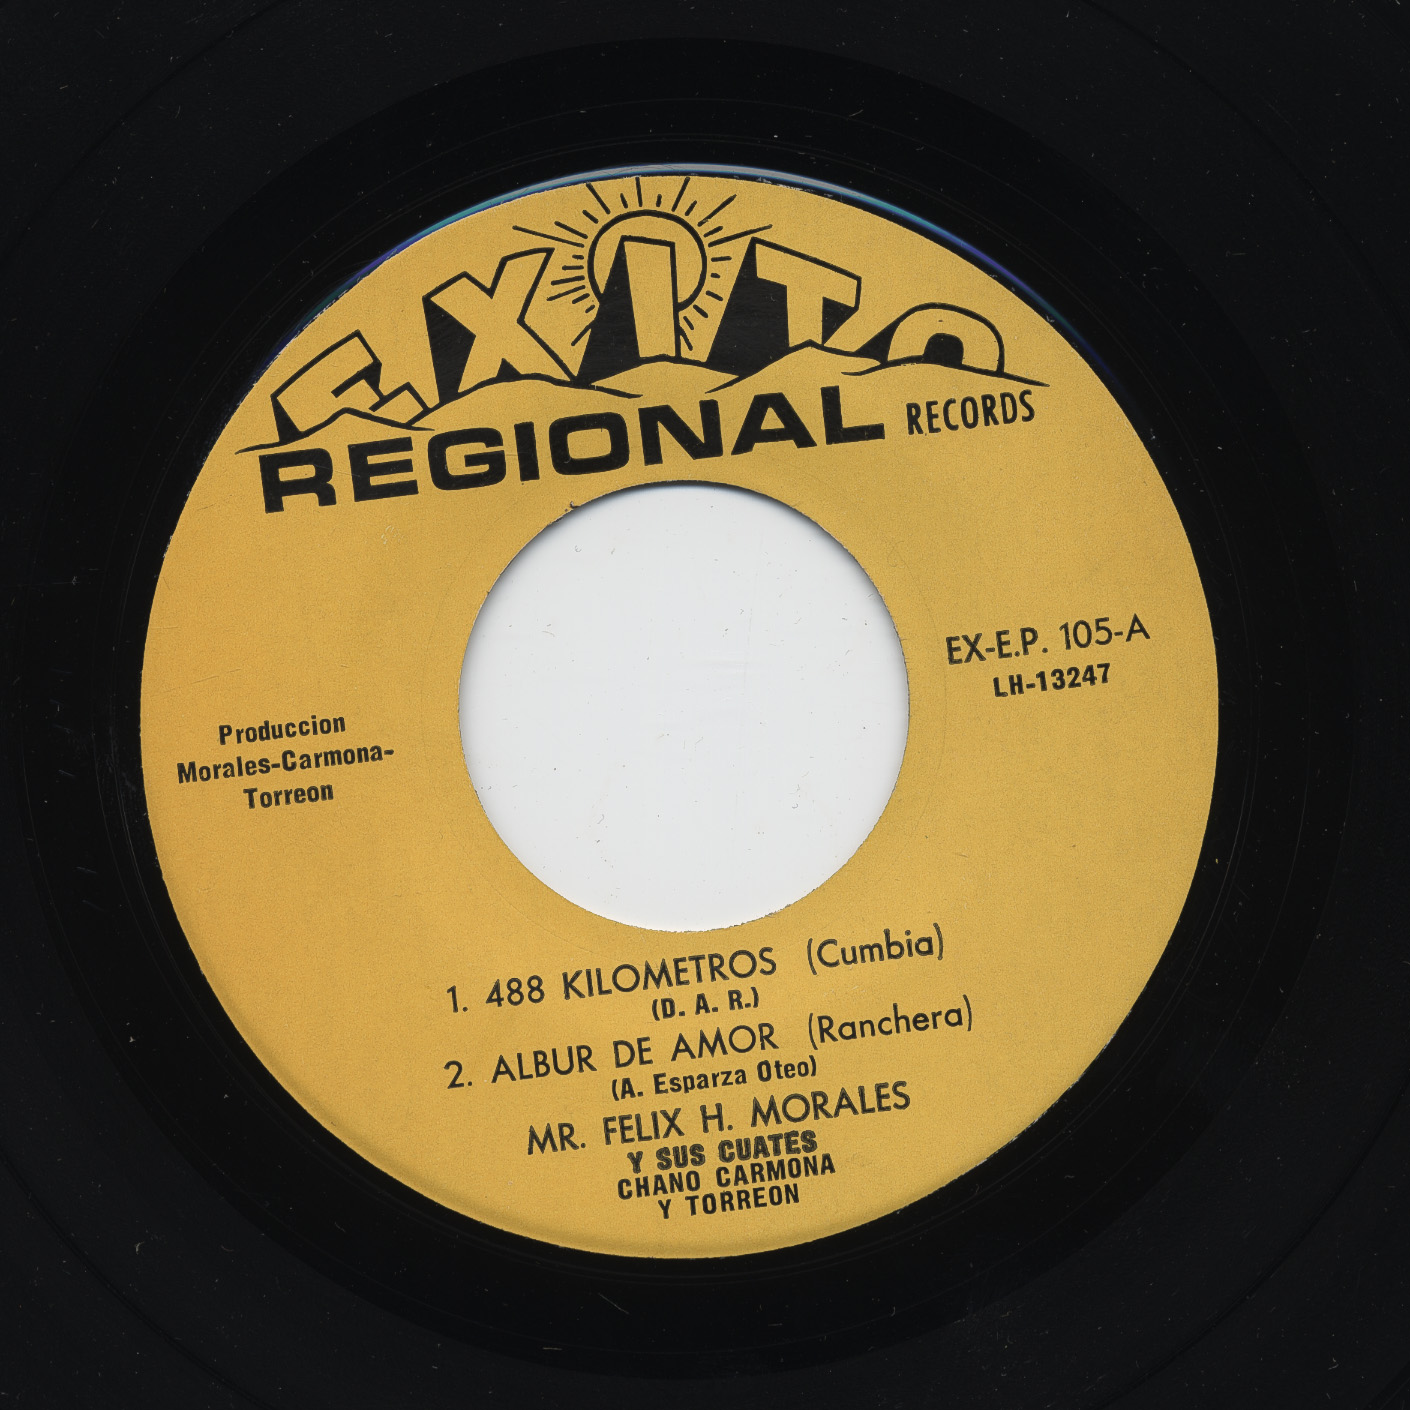 EXITO
REGIONAL RECORDS
EX-E.P. 105-A
LH-13247
Produccion
Morales-Carmona-
Torreon
1. 488 KILOMETROS (Cumbia)
(D. A. R.)
2. ALBUR DE AMOR (Ranchera)
(A. Esparza Oteo)
MR. FELIX H. MORALES
Y SUS CUATES
CHANO CARMONA
Y TORREON